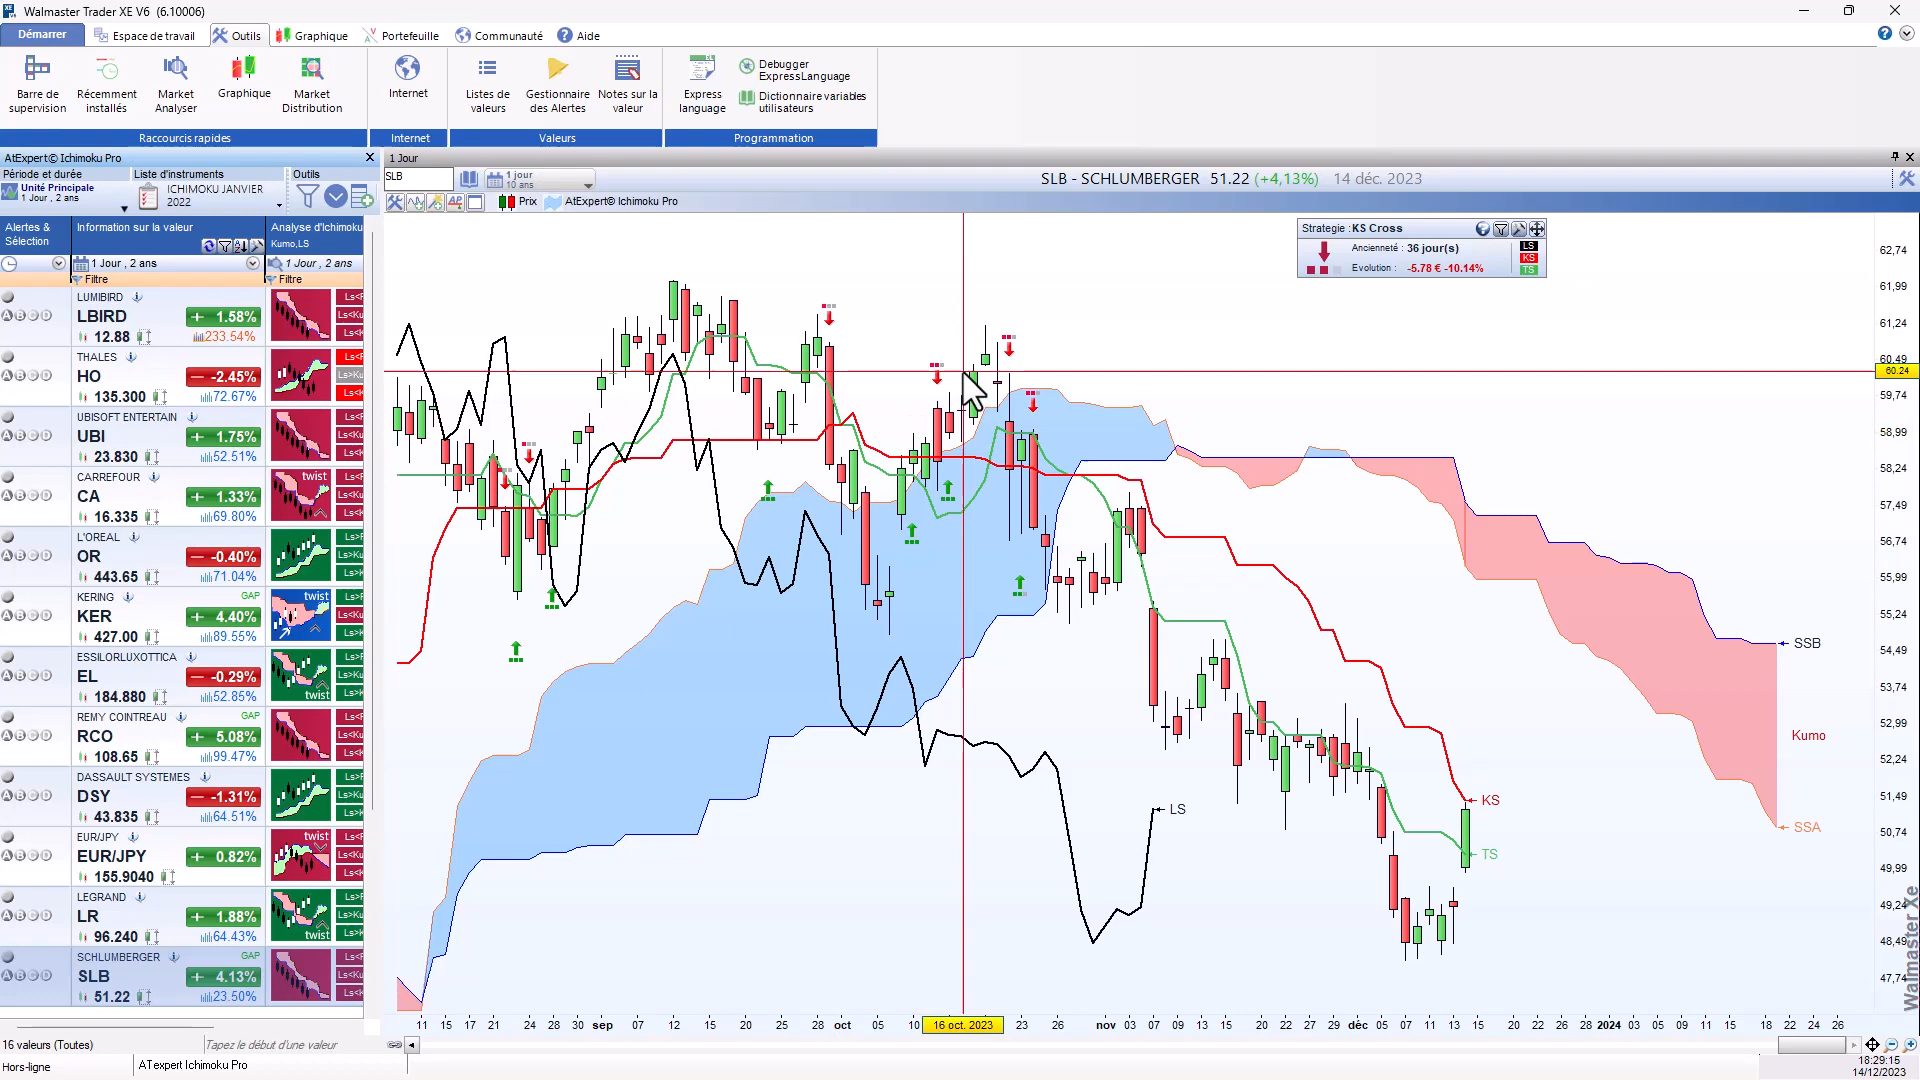 Walmaster Trader XE V6 (6.10006)
Démarrer
Espace de travail
Outils
Graphique
Portefeuille
Communauté
Aide
Barre de supervision
Récemment installés
Market Analyser
Graphique
Market Distribution
Internet
Listes de valeurs
Gestionnaire des Alertes
Notes sur la valeur
Express language
Debugger ExpressLanguage
Dictionnaire variables utilisateurs
Raccourcis rapides
Internet
Valeurs
Programmation
AtExpert© Ichimoku Pro
Période et durée
Liste d'instruments
Outils
Unité Principale
1 Jour , 2 ans
ICHIMOKU JANVIER 2022
Alertes & Sélection
Information sur la valeur
Analyse d'Ichimoku
Kumo,LS
1 Jour , 2 ans
1 Jour , 2 ans
Filtre
Filtre
LUMIBIRD
LBIRD + 1.58%
12.88 233.54%
THALES
HO -2.45%
135.300 72.67%
UBISOFT ENTERTAIN
UBI + 1.75%
23.830 52.51%
CARREFOUR
CA + 1.33%
16.335 69.80%
twist
L'OREAL
OR -0.40%
443.65 71.04%
KERING GAP
KER + 4.40%
427.00 89.55%
twist
ESSILORLUXOTTICA
EL -0.29%
184.880 52.85%
twist
REMY COINTREAU GAP
RCO + 5.08%
108.65 99.47%
DASSAULT SYSTEMES
DSY -1.31%
43.835 64.51%
EUR/JPY
EUR/JPY + 0.82%
155.9040
twist
LEGRAND
LR + 1.88%
96.240 64.43%
twist
SCHLUMBERGER GAP
SLB + 4.13%
51.22 23.50%
16 valeurs (Toutes)
Tapez le début d'une valeur
Hors-ligne
ATexpert Ichimoku Pro
1 Jour
SLB
1 jour
10 ans
SLB - SCHLUMBERGER 51.22 (+4,13%) 14 déc. 2023
Prix
AtExpert© Ichimoku Pro
Strategie : KS Cross
Ancienneté : 36 jour(s)
Evolution : -5.78 € -10.14%
LS
KS
TS
62,74
61,99
61,24
60,49
60.24
59,74
58,99
58,24
57,49
56,74
55,99
55,24
54,49
53,74
52,99
52,24
51,49
50,74
49,99
49,24
48,49
47,74
SSB
Kumo
SSA
KS
TS
LS
11 15 17 21 24 28 30 sep 07 12 15 20 25 28 oct 05 10 16 oct. 2023 23 26 nov 03 07 09 13 15 20 22 27 29 déc 05 07 11 13 15 20 22 26 28 2024 03 05 09 11 15 18 22 24 26
Walmaster Xe
18:29:15
14/12/2023